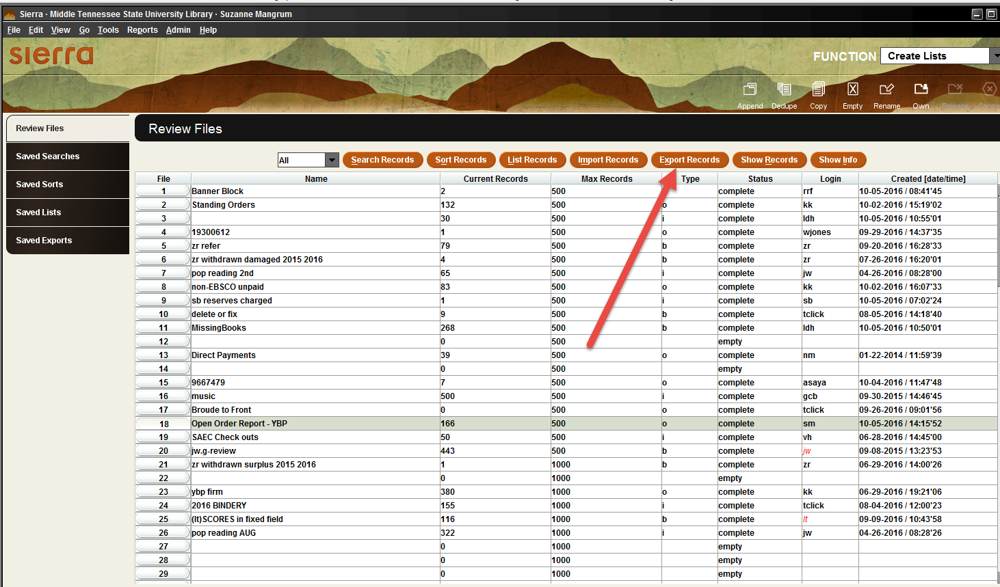 Sierra · Middle Tennessee State University Library · Suzanne Mangrum
File Edit View Go Tools Reports Admin Help
sierra
FUNCTION Create Lists
Append Dedupe Copy Empty Rename Own Release
Review Files
Saved Searches
Saved Sorts
Saved Lists
Saved Exports
Review Files
All Search Records Sort Records List Records Import Records Export Records Show Records Show Info
File Name Current Records Max Records Type Status Login Created [date/time]
1 Banner Block 2 500 complete rrf 10-05-2016 / 08:41'45
2 Standing Orders 132 500 o complete kk 10-02-2016 / 15:19'02
3 30 500 i complete ldh 10-05-2016 / 10:55'01
4 19300612 1 500 o complete wjones 09-29-2016 / 14:37'35
5 zr refer 79 500 b complete zr 09-20-2016 / 16:28'33
6 zr withdrawn damaged 2015 2016 4 500 b complete zr 07-26-2016 / 16:20'01
7 pop reading 2nd 65 500 i complete jw 04-26-2016 / 08:28'00
8 non-EBSCO unpaid 83 500 o complete kk 10-02-2016 / 16:07'33
9 sb reserves charged 1 500 i complete sb 10-05-2016 / 07:02'24
10 delete or fix 9 500 b complete tclick 08-05-2016 / 14:18'40
11 MissingBooks 268 500 b complete ldh 10-05-2016 / 10:50'01
12 0 500 empty
13 Direct Payments 39 500 o complete nm 01-22-2014 / 11:59'39
14 0 500 empty
15 9667479 7 500 o complete asaya 10-04-2016 / 11:47'48
16 music 500 500 i complete gcb 09-30-2015 / 14:46'45
17 Broude to Front 0 500 o complete tclick 09-26-2016 / 09:01'56
18 Open Order Report - YBP 166 500 o complete sm 10-05-2016 / 14:15'52
19 SAEC Check outs 50 500 i complete vh 06-28-2016 / 14:45'00
20 jw.g-review 443 500 b complete jw 09-08-2015 / 13:23'53
21 zr withdrawn surplus 2015 2016 1 1000 b complete zr 06-29-2016 / 14:00'26
22 0 1000 empty
23 ybp firm 380 1000 o complete kk 06-29-2016 / 19:21'06
24 2016 BINDERY 155 1000 i complete tclick 08-04-2016 / 12:00'23
25 (lt)SCORES in fixed field 116 1000 b complete lt 09-09-2016 / 10:43'58
26 pop reading AUG 322 1000 i complete jw 04-26-2016 / 08:28'26
27 0 1000 empty
28 0 1000 empty
29 0 1000 empty